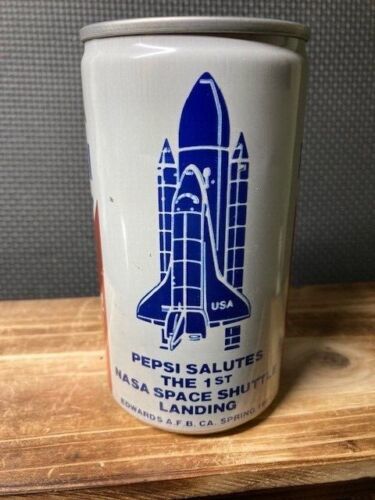 USA
PEPSI SALUTES
THE 1ST
NASA SPACE SHUTTLE
LANDING
EDWARDS A.F.B. CA. SPRING